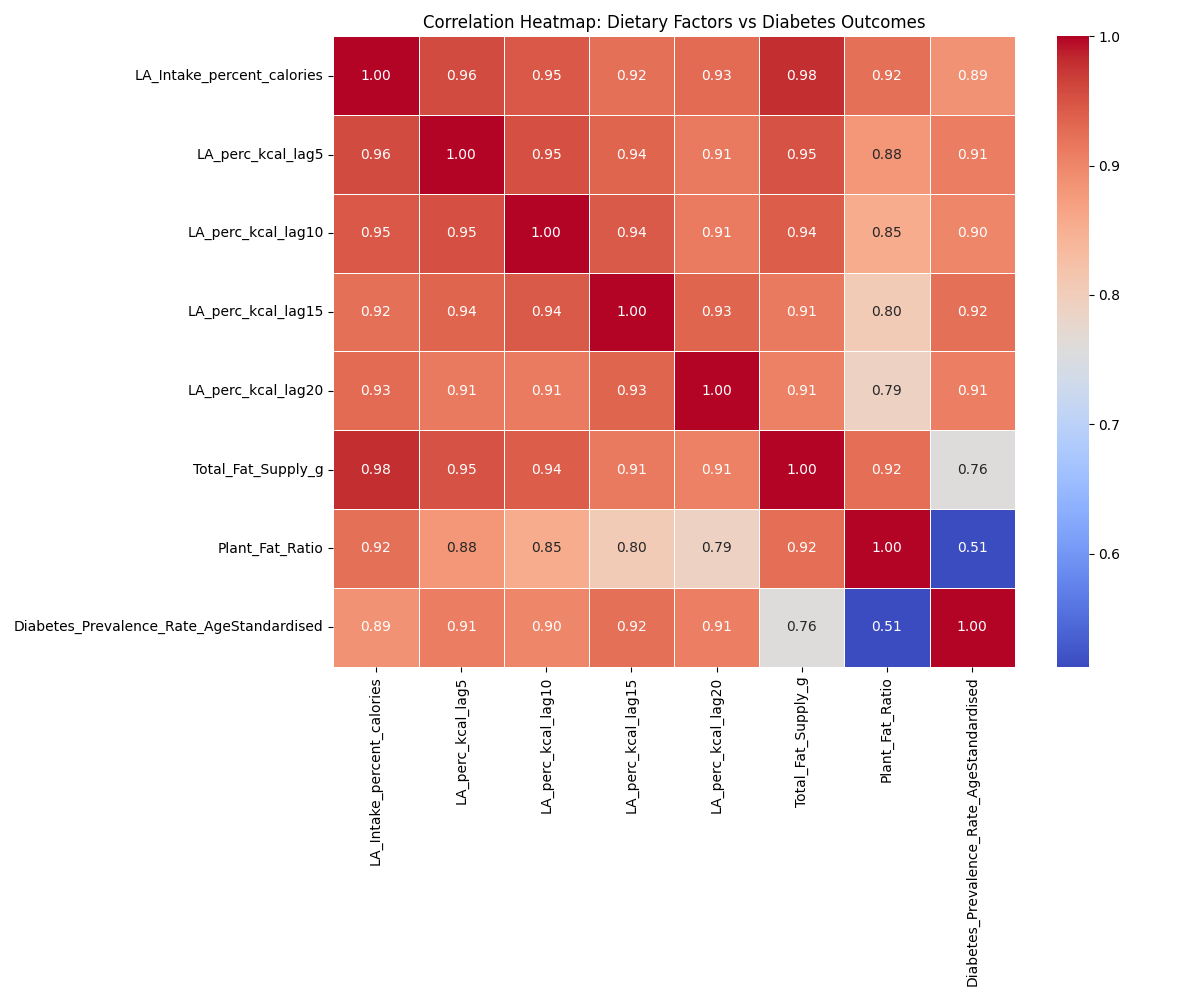 Correlation Heatmap: Dietary Factors vs Diabetes Outcomes
LA_Intake_percent_calories 1.00 0.96 0.95 0.92 0.93 0.98 0.92 0.89
LA_perc_kcal_lag5 0.96 1.00 0.95 0.94 0.91 0.95 0.88 0.91
LA_perc_kcal_lag10 0.95 0.95 1.00 0.94 0.91 0.94 0.85 0.90
LA_perc_kcal_lag15 0.92 0.94 0.94 1.00 0.93 0.91 0.80 0.92
LA_perc_kcal_lag20 0.93 0.91 0.91 0.93 1.00 0.91 0.79 0.91
Total_Fat_Supply_g 0.98 0.95 0.94 0.91 0.91 1.00 0.92 0.76
Plant_Fat_Ratio 0.92 0.88 0.85 0.80 0.79 0.92 1.00 0.51
Diabetes_Prevalence_Rate_AgeStandardised 0.89 0.91 0.90 0.92 0.91 0.76 0.51 1.00
LA_Intake_percent_calories
LA_perc_kcal_lag5
LA_perc_kcal_lag10
LA_perc_kcal_lag15
LA_perc_kcal_lag20
Total_Fat_Supply_g
Plant_Fat_Ratio
Diabetes_Prevalence_Rate_AgeStandardised
1.0
0.9
0.8
0.7
0.6